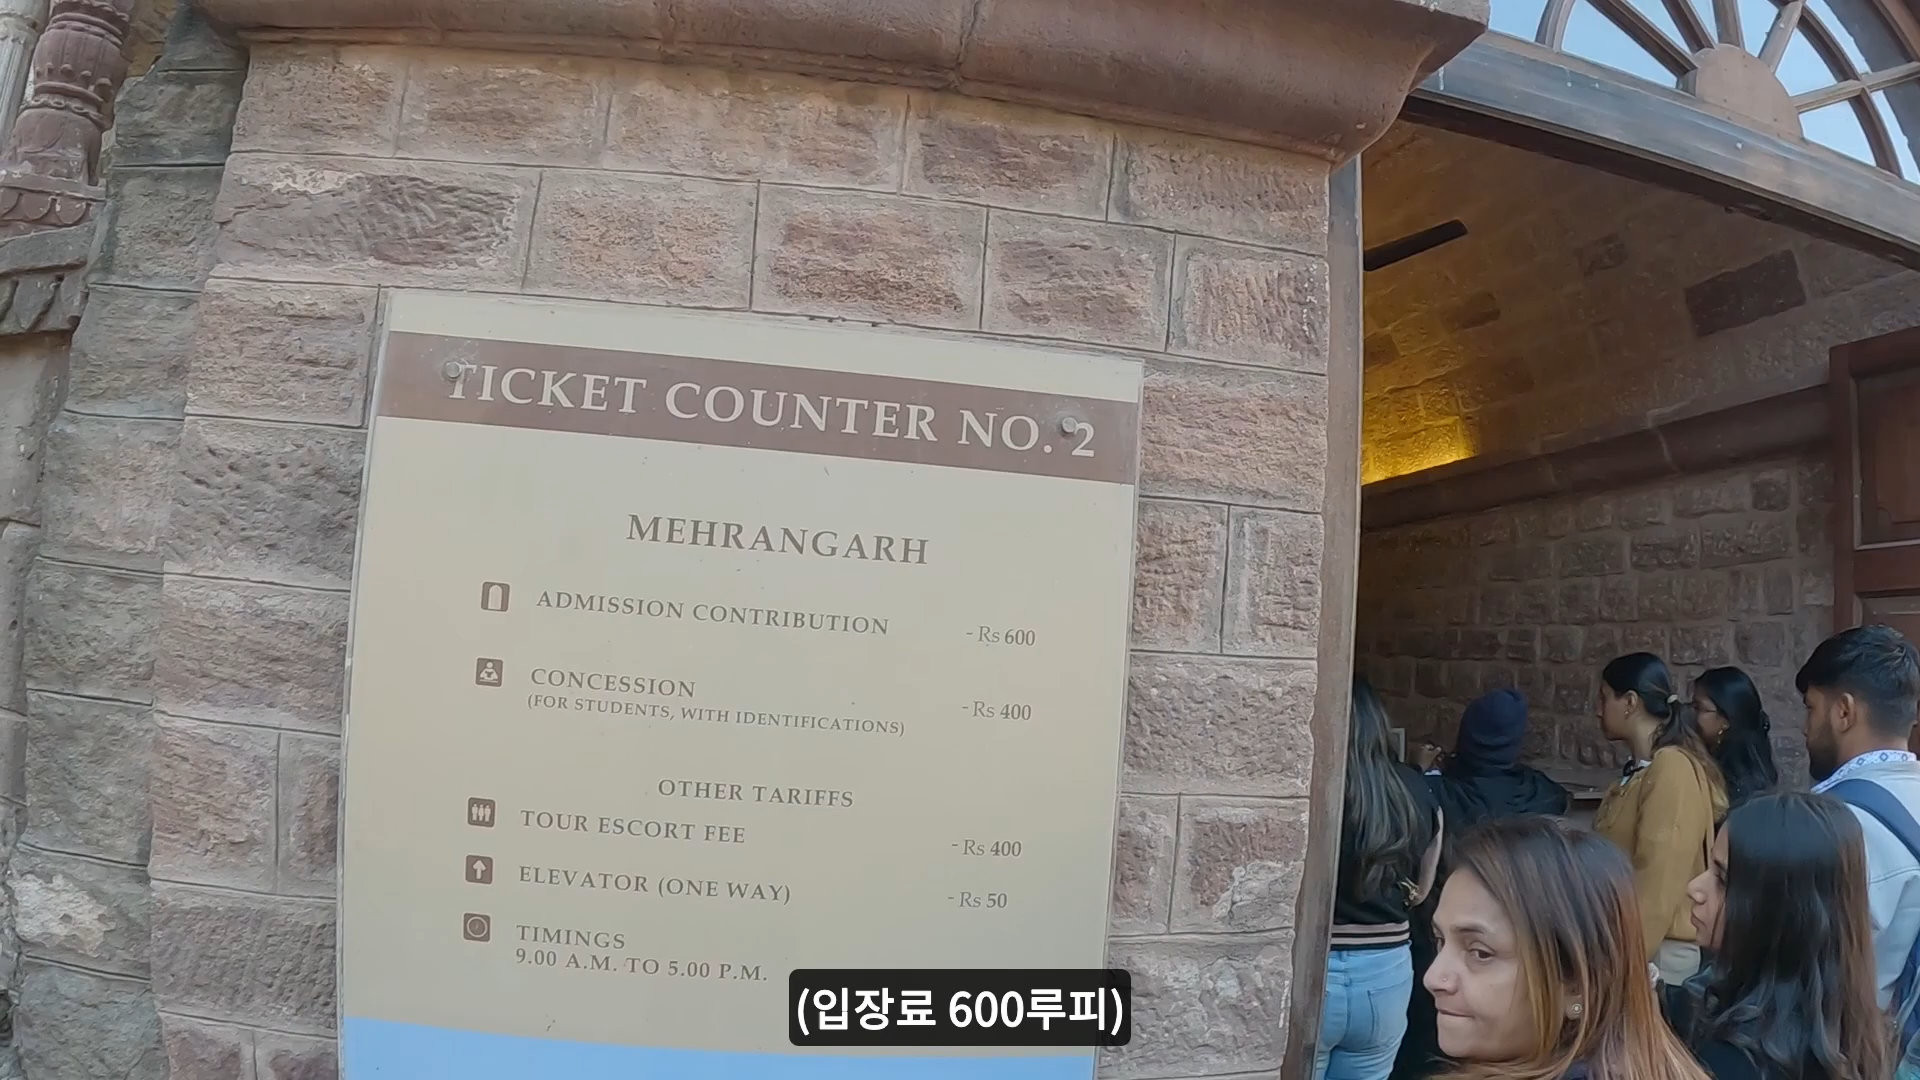 TICKET COUNTER NO. 2
MEHRANGARH
ADMISSION CONTRIBUTION - Rs 600
CONCESSION - Rs 400
(FOR STUDENTS, WITH IDENTIFICATIONS)
OTHER TARIFFS
TOUR ESCORT FEE - Rs 400
ELEVATOR (ONE WAY) - Rs 50
TIMINGS
9.00 A.M. TO 5.00 P.M.
(입장료 600루피)